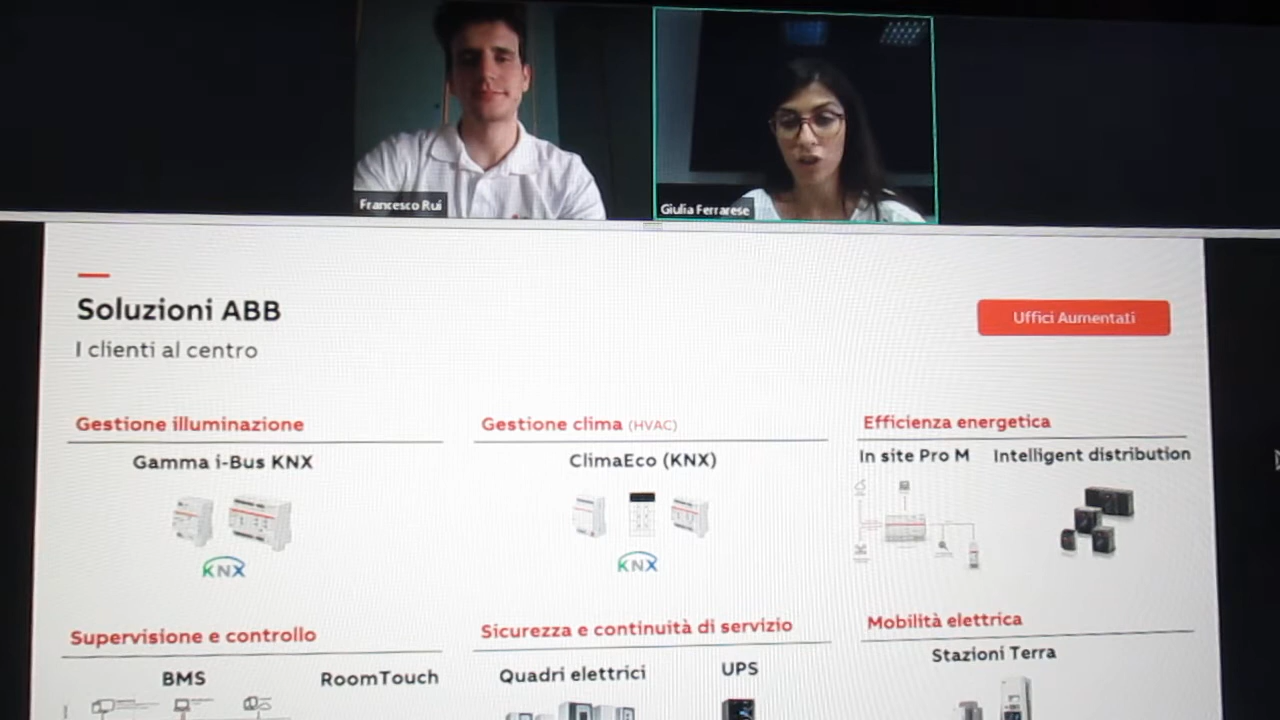 Francesco Rui
Giulia Ferrarese
Soluzioni ABB
I clienti al centro
Uffici Aumentati
Gestione illuminazione
Gamma i-Bus KNX
KNX
Gestione clima (HVAC)
ClimaEco (KNX)
KNX
Efficienza energetica
In site Pro M
Intelligent distribution
Supervisione e controllo
BMS
RoomTouch
Sicurezza e continuità di servizio
Quadri elettrici
UPS
Mobilità elettrica
Stazioni Terra